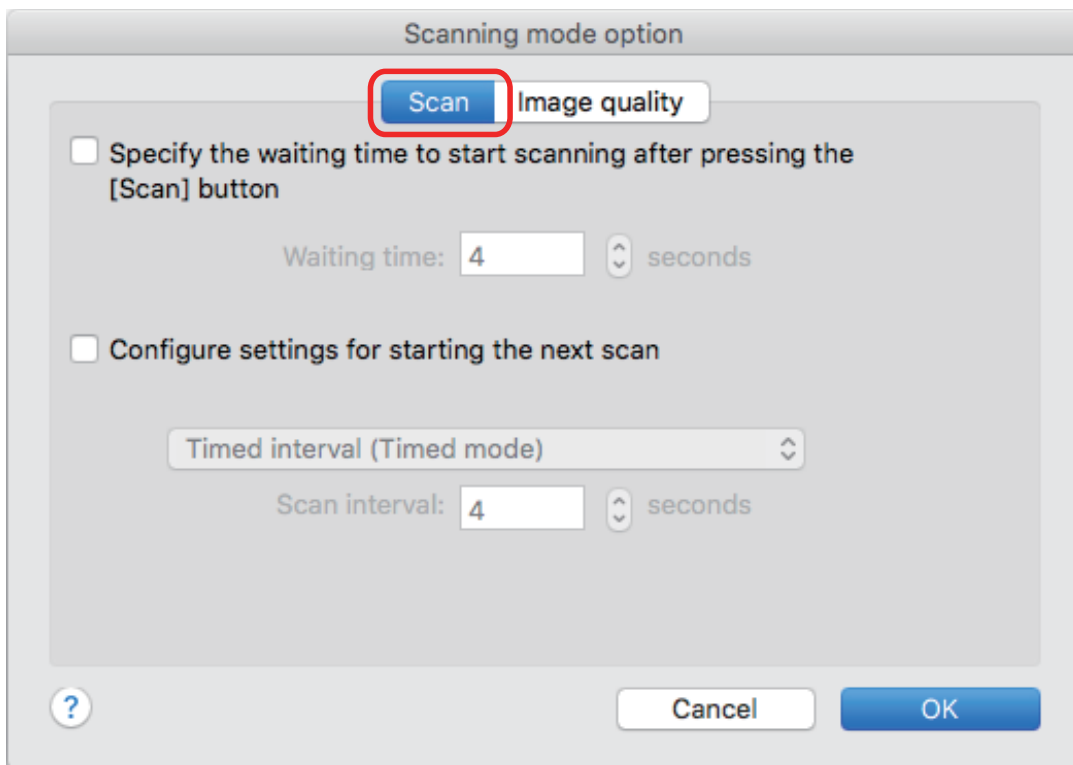 Scanning mode option
Scan Image quality
Specify the waiting time to start scanning after pressing the
[Scan] button
Waiting time: 4 seconds
Configure settings for starting the next scan
Timed interval (Timed mode)
Scan interval: 4 seconds
? Cancel OK